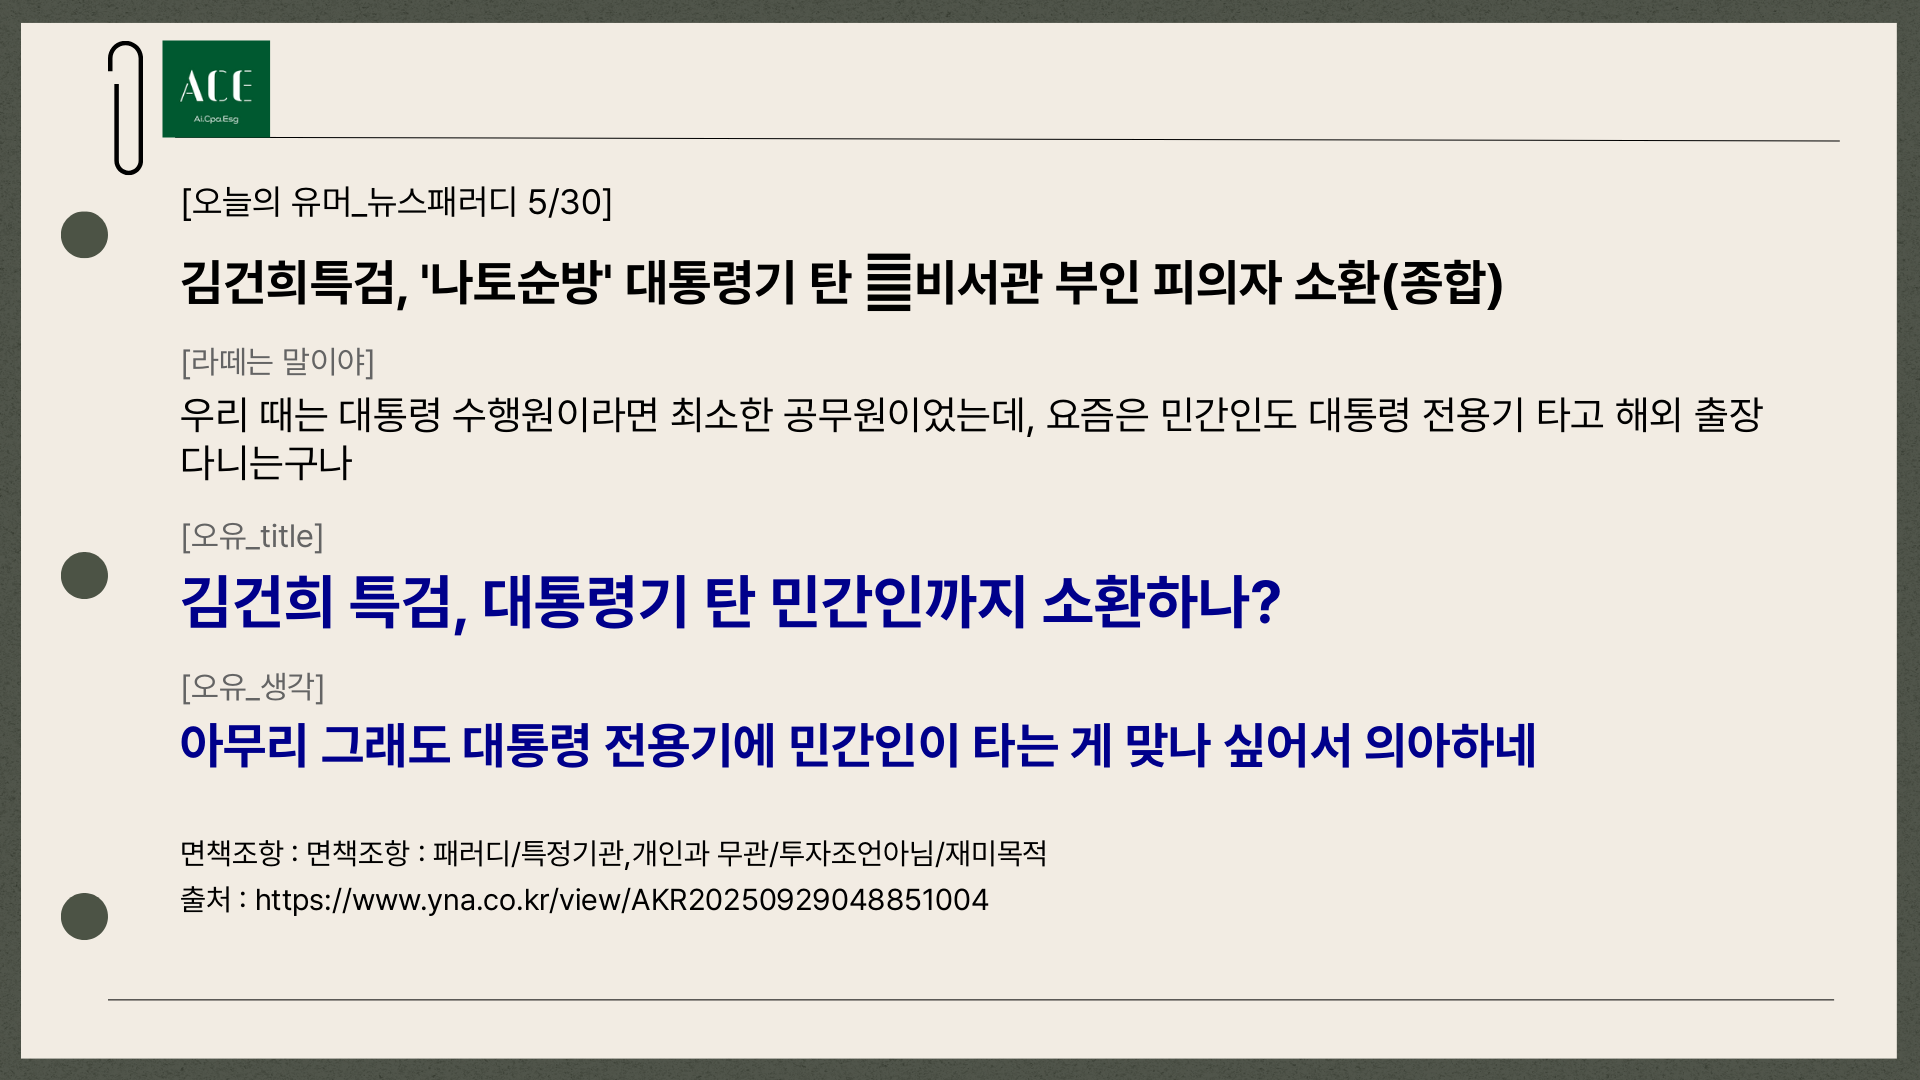 ACE
Ai.Cpa.Esg
[오늘의 유머_뉴스패러디 5/30]
김건희특검, '나토순방' 대통령기 탄 비서관 부인 피의자 소환(종합)
[라떼는 말이야]
우리 때는 대통령 수행원이라면 최소한 공무원이었는데, 요즘은 민간인도 대통령 전용기 타고 해외 출장
다니는구나
[오유_title]
김건희 특검, 대통령기 탄 민간인까지 소환하나?
[오유_생각]
아무리 그래도 대통령 전용기에 민간인이 타는 게 맞나 싶어서 의아하네
면책조항 : 면책조항 : 패러디/특정기관,개인과 무관/투자조언아님/재미목적
출처 : https://www.yna.co.kr/view/AKR20250929048851004